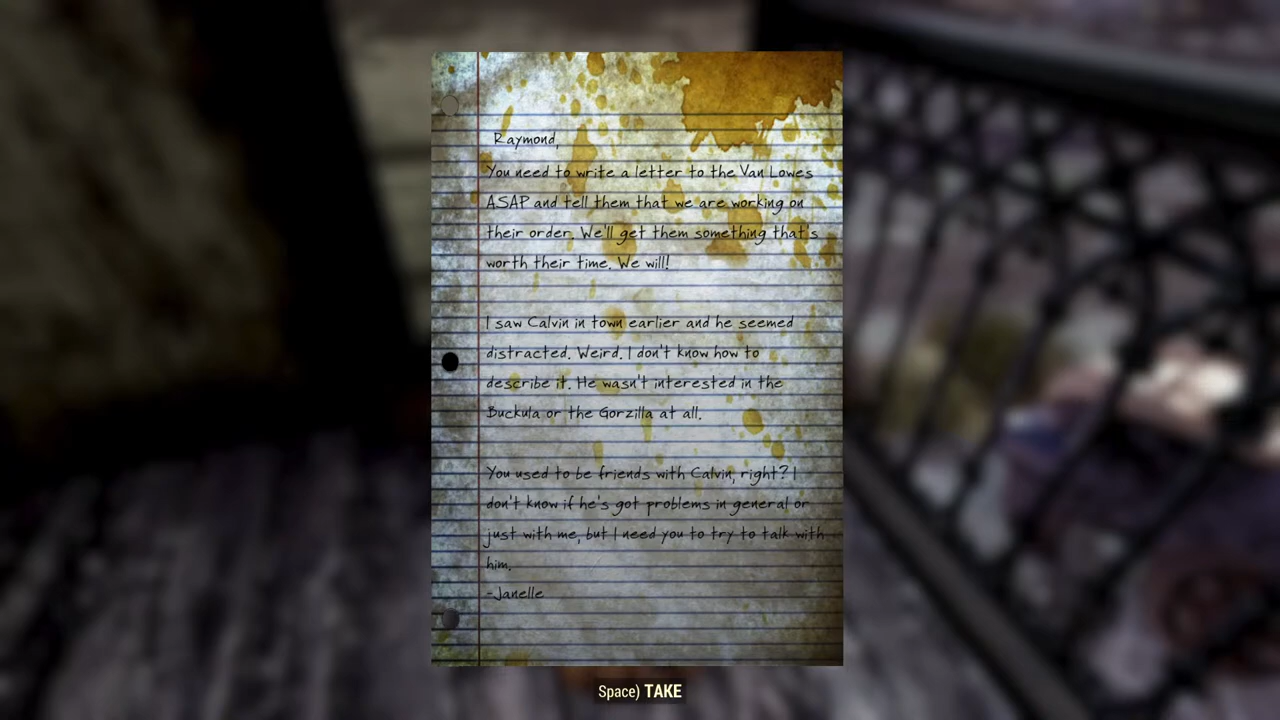 Raymond,
You need to write a letter to the Van Lowes
ASAP and tell them that we are working on
their order. We'll get them something that's
worth their time. We will!
I saw Calvin in town earlier and he seemed
distracted. Weird. I don't know how to
describe it. He wasn't interested in the
Buckula or the Gorzilla at all.
You used to be friends with Calvin, right? I
don't know if he's got problems in general or
just with me, but I need you to try to talk with
him.
-Janelle
Space) TAKE